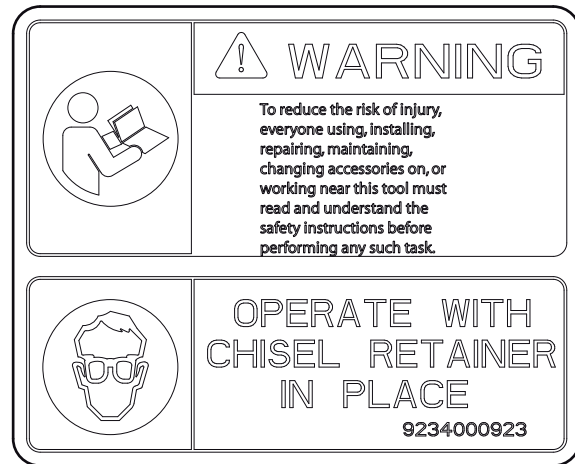 WARNING
To reduce the risk of injury,
everyone using, installing,
repairing, maintaining,
changing accessories on, or
working near this tool must
read and understand the
safety instructions before
performing any such task.
OPERATE WITH
CHISEL RETAINER
IN PLACE
9234000923